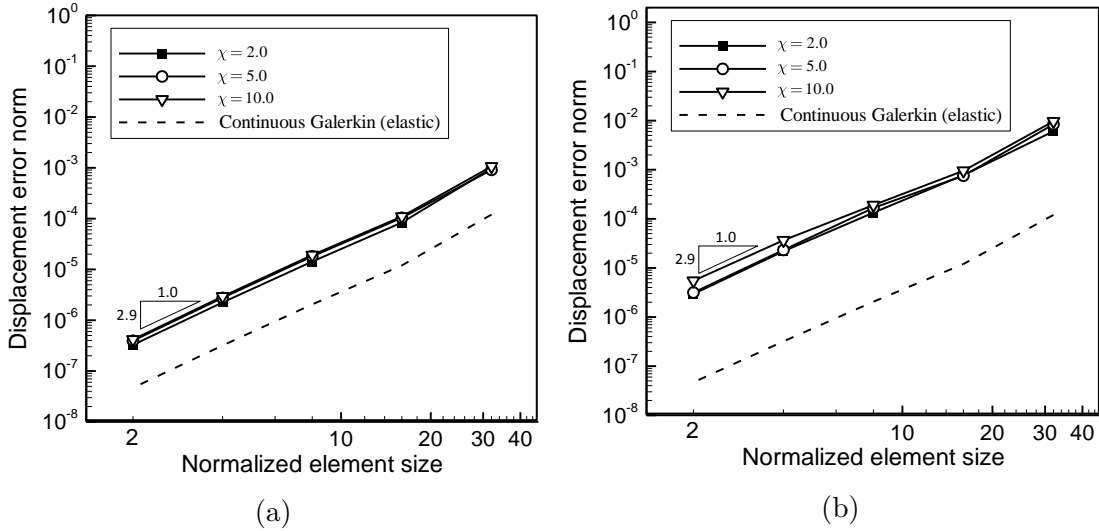 10^0
10^-1
10^-2
10^-3
10^-4
10^-5
10^-6
10^-7
10^-8
Displacement error norm
χ = 2.0
χ = 5.0
χ = 10.0
Continuous Galerkin (elastic)
1.0
2.9
2 10 20 30 40
Normalized element size
(a)
10^0
10^-1
10^-2
10^-3
10^-4
10^-5
10^-6
10^-7
10^-8
Displacement error norm
χ = 2.0
χ = 5.0
χ = 10.0
Continuous Galerkin (elastic)
1.0
2.9
2 10 20 30 40
Normalized element size
(b)